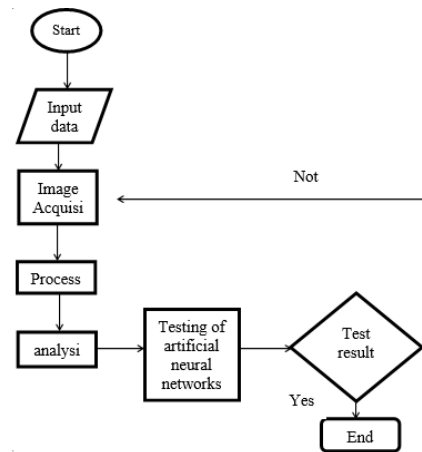 Start
Input
data
Image
Acquisi
Not
Process
analysi
Testing of
artificial
neural
networks
Test
result
Yes
End